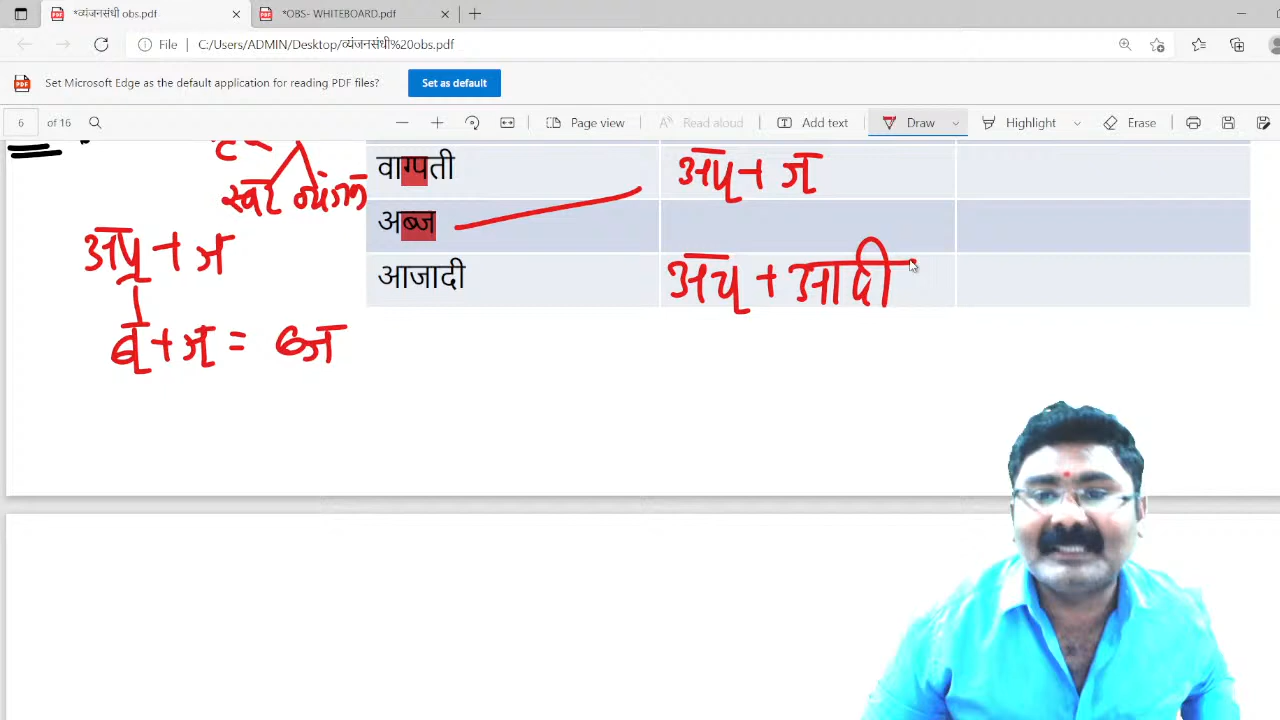 *व्यंजनसंधी obs.pdf
*OBS- WHITEBOARD.pdf
File C:/Users/ADMIN/Desktop/व्यंजनसंधी%20obs.pdf
Set Microsoft Edge as the default application for reading PDF files? Set as default
6 of 16 Page view Read aloud Add text Draw Highlight Erase
स्वर व्यंजन
वाग्पती अप् + ज
अब्ज
अप् + ज
आजादी अच् + आदी
ब् + ज् = ब्ज